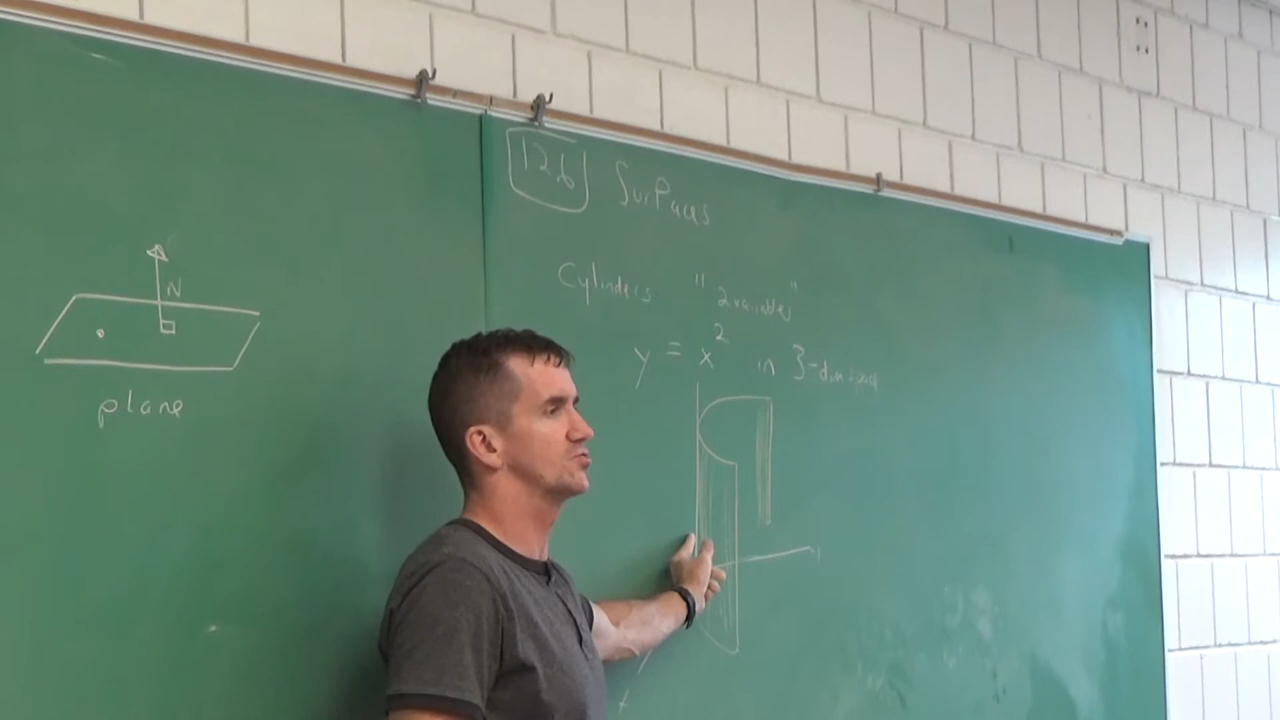 N
plane
12.6 Surfaces
Cylinders "2 variables"
y = x² in 3-dim space
x